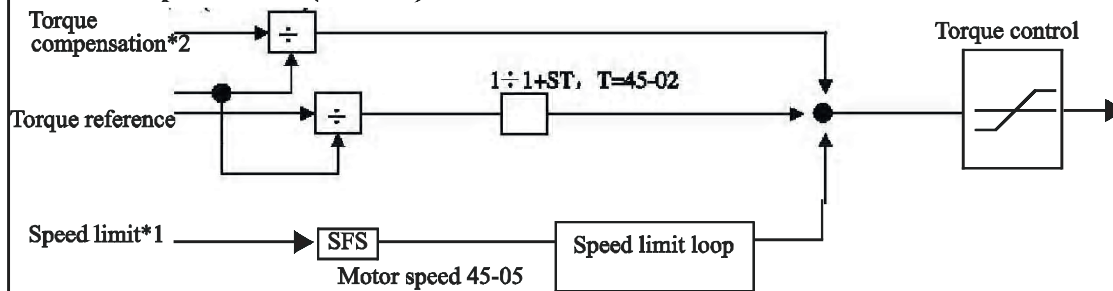 Torque
compensation*2
÷
Torque control
1÷1+ST, T=45-02
Torque reference
÷
Speed limit*1
SFS
Speed limit loop
Motor speed 45-05